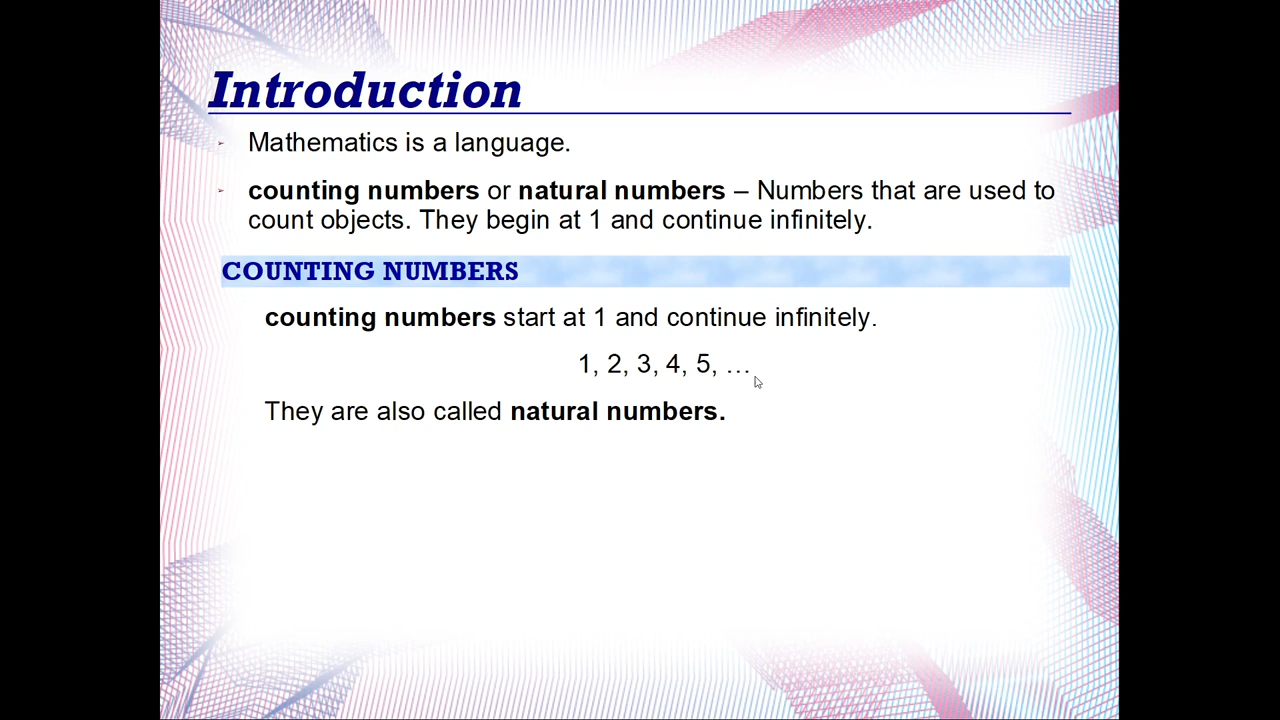 Introduction
Mathematics is a language.
counting numbers or natural numbers – Numbers that are used to
count objects. They begin at 1 and continue infinitely.
COUNTING NUMBERS
counting numbers start at 1 and continue infinitely.
1, 2, 3, 4, 5, …
They are also called natural numbers.